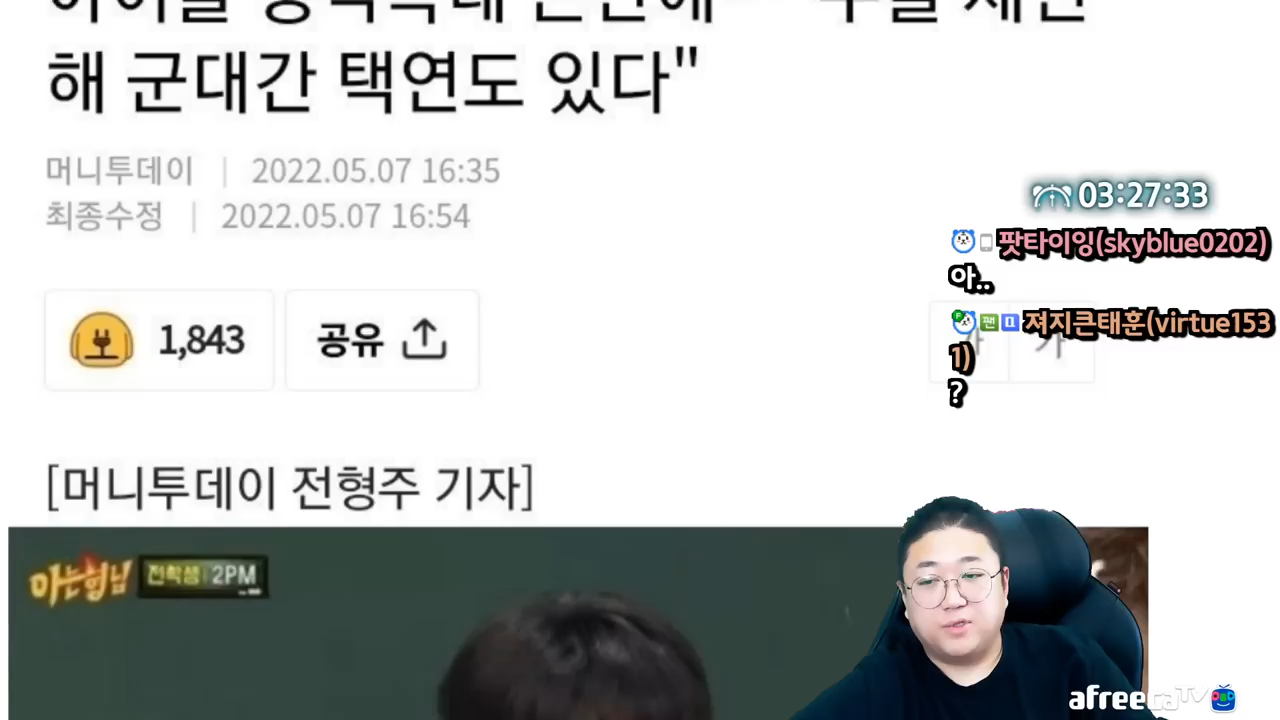 해 군대간 택연도 있다"
머니투데이 | 2022.05.07 16:35
최종수정 | 2022.05.07 16:54
1,843 공유
03:27:33
팟타이잉(skyblue0202)
아..
팬 져지큰태훈(virtue153
1)
?
가
[머니투데이 전형주 기자]
아는형님 전학생 2PM
afreecaTV